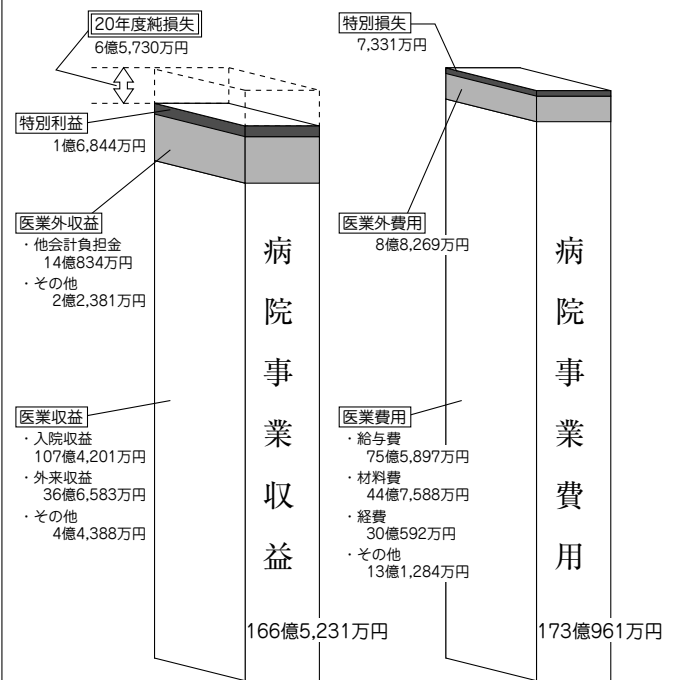 20年度純損失
6億5,730万円
特別利益
1億6,844万円
医業外収益
・他会計負担金
14億834万円
・その他
2億2,381万円
医業収益
・入院収益
107億4,201万円
・外来収益
36億6,583万円
・その他
4億4,388万円
病院事業収益
166億5,231万円
特別損失
7,331万円
医業外費用
8億8,269万円
医業費用
・給与費
75億5,897万円
・材料費
44億7,588万円
・経費
30億592万円
・その他
13億1,284万円
病院事業費用
173億961万円